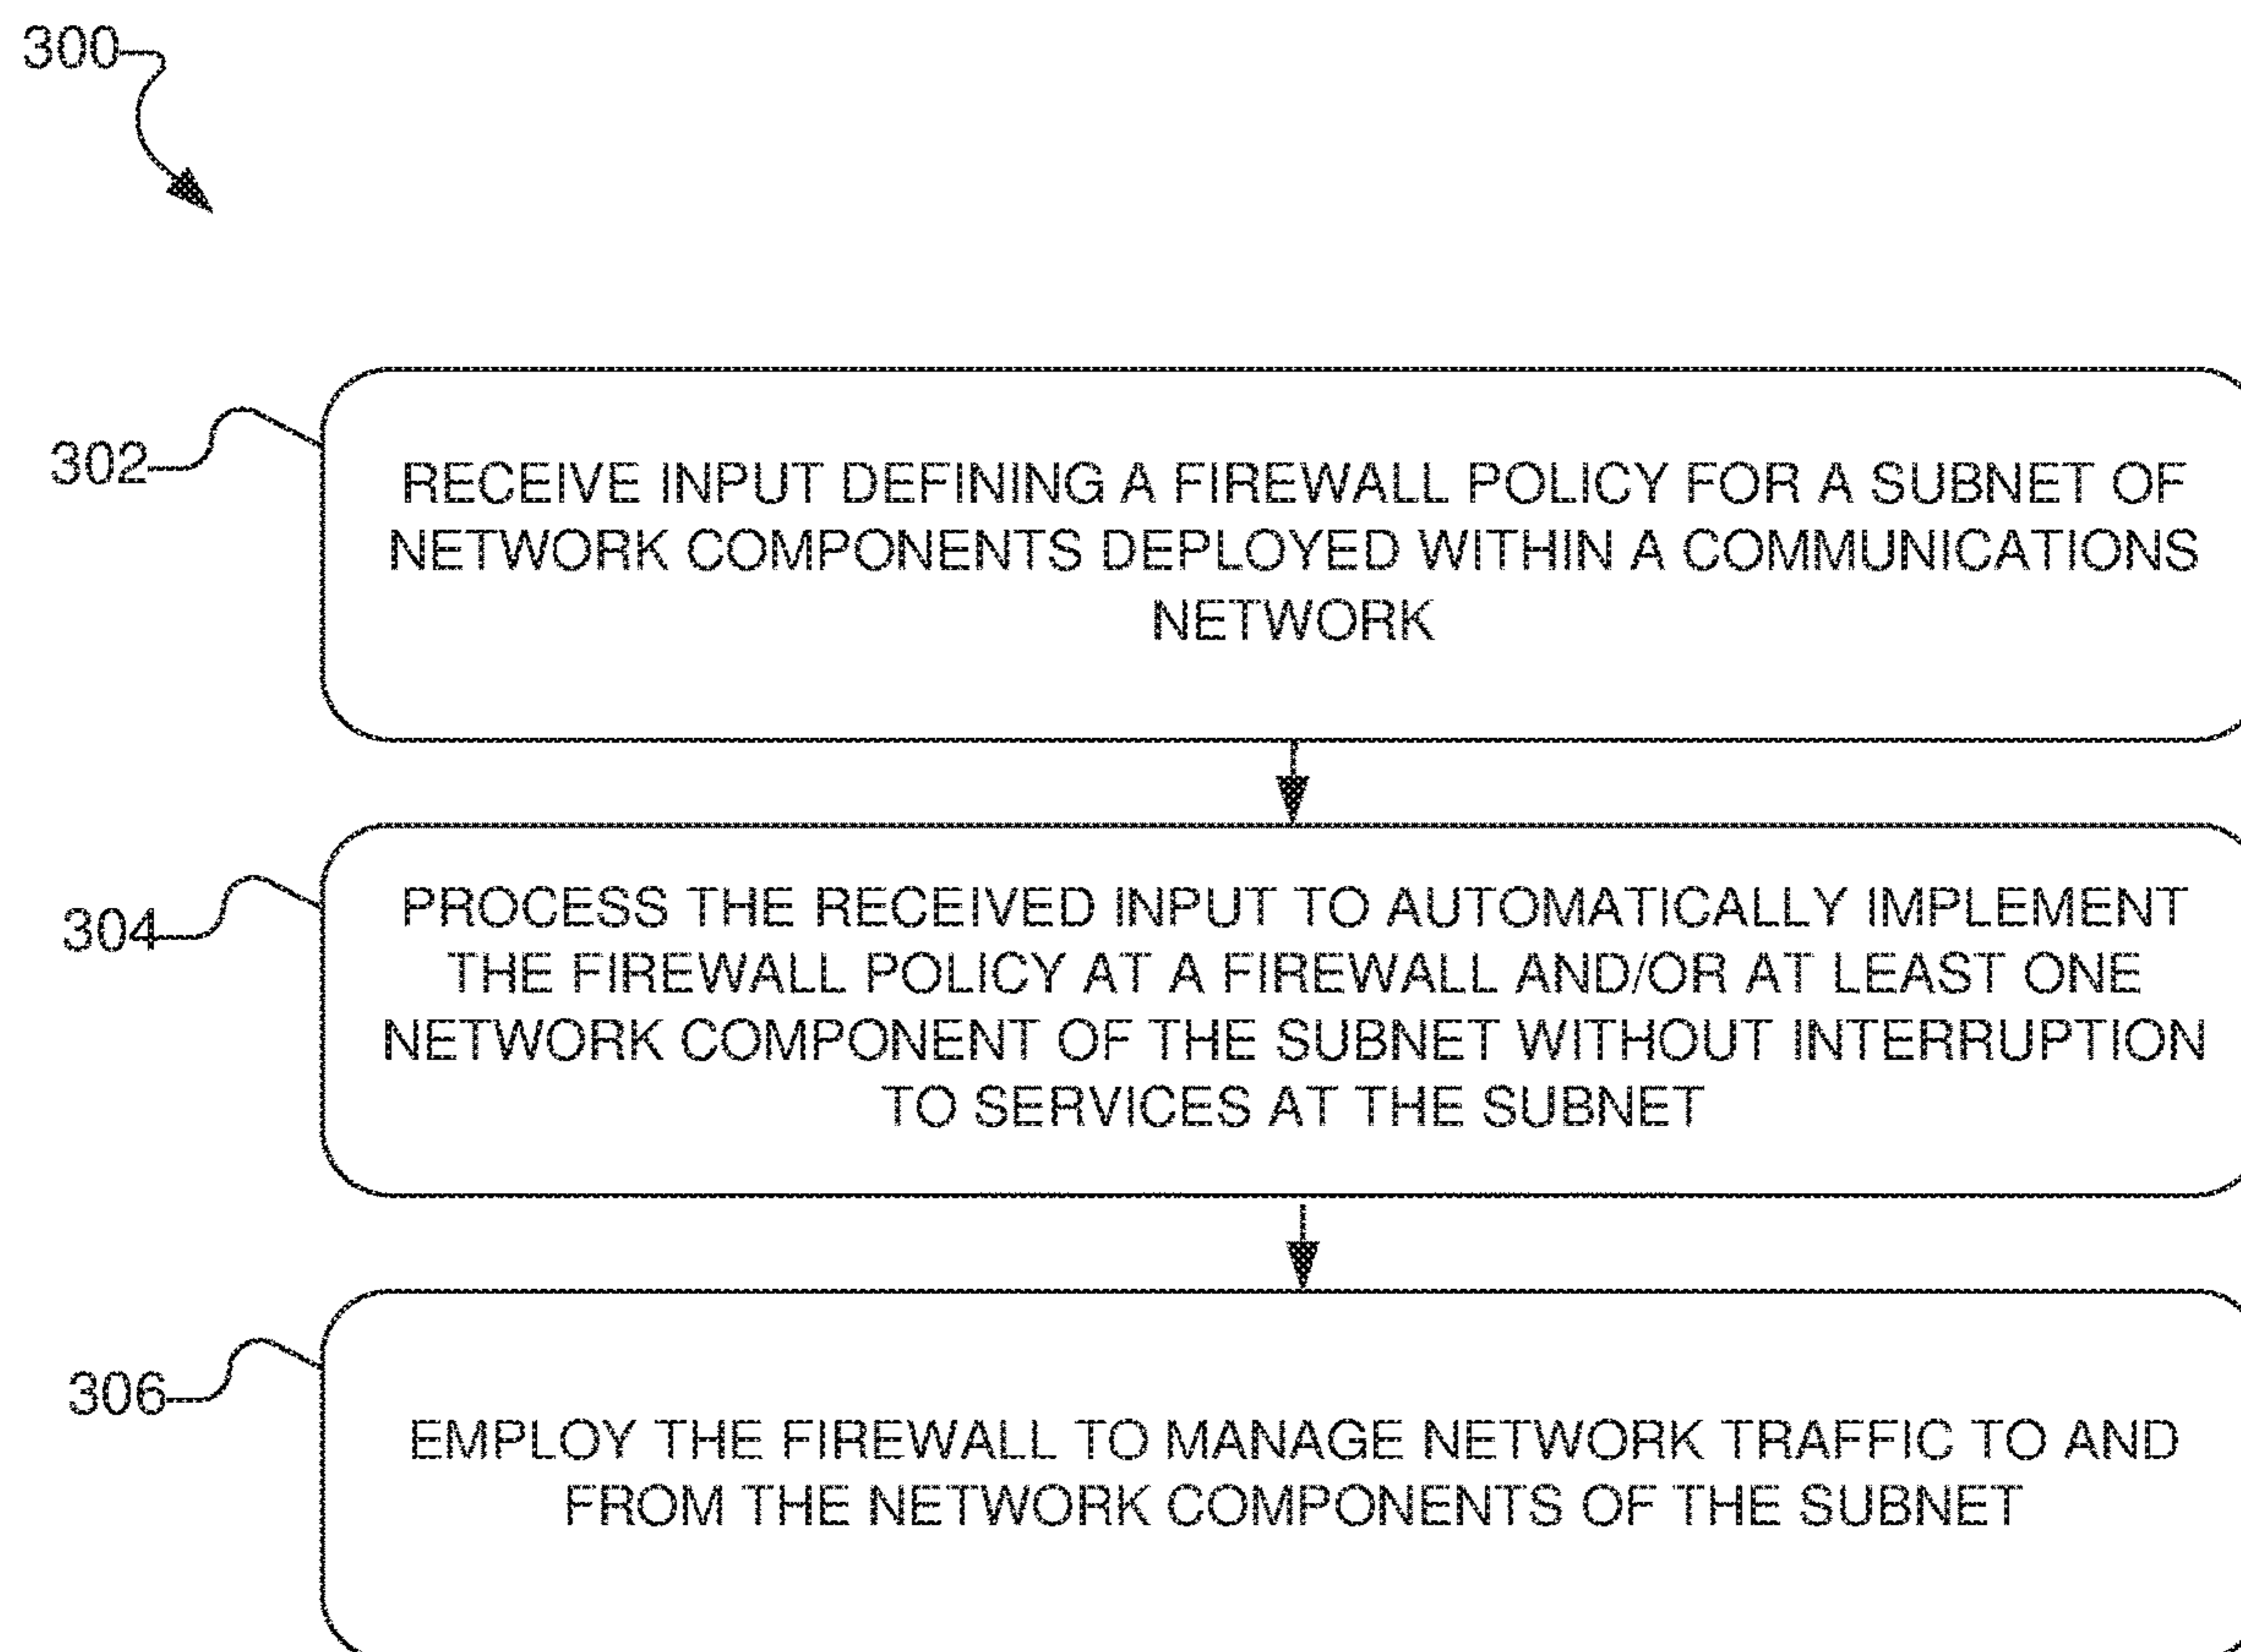 300
302
RECEIVE INPUT DEFINING A FIREWALL POLICY FOR A SUBNET OF
NETWORK COMPONENTS DEPLOYED WITHIN A COMMUNICATIONS
NETWORK
304
PROCESS THE RECEIVED INPUT TO AUTOMATICALLY IMPLEMENT
THE FIREWALL POLICY AT A FIREWALL AND/OR AT LEAST ONE
NETWORK COMPONENT OF THE SUBNET WITHOUT INTERRUPTION
TO SERVICES AT THE SUBNET
306
EMPLOY THE FIREWALL TO MANAGE NETWORK TRAFFIC TO AND
FROM THE NETWORK COMPONENTS OF THE SUBNET